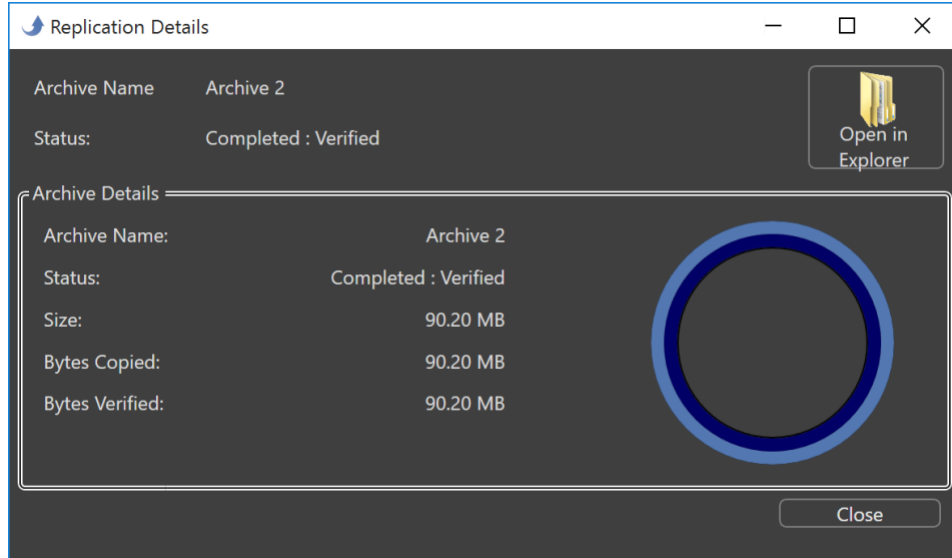 Replication Details
Archive Name Archive 2
Status: Completed : Verified
Open in
Explorer
Archive Details
Archive Name: Archive 2
Status: Completed : Verified
Size: 90.20 MB
Bytes Copied: 90.20 MB
Bytes Verified: 90.20 MB
Close